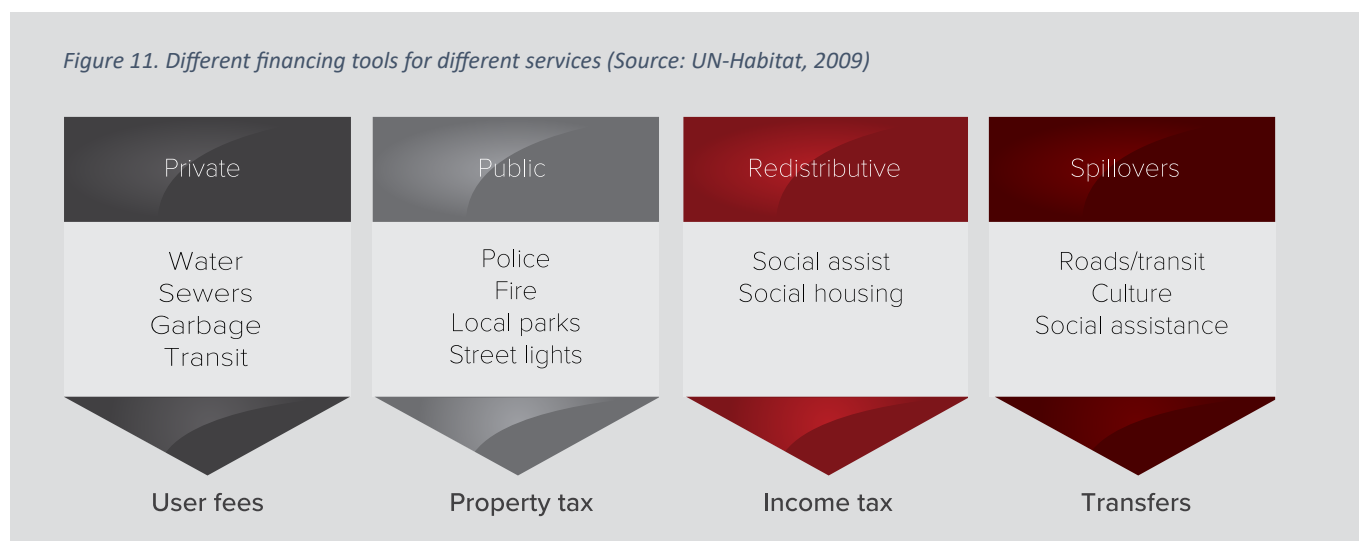 Figure 11. Different financing tools for different services (Source: UN-Habitat, 2009)
Private
Water
Sewers
Garbage
Transit
User fees
Public
Police
Fire
Local parks
Street lights
Property tax
Redistributive
Social assist
Social housing
Income tax
Spillovers
Roads/transit
Culture
Social assistance
Transfers